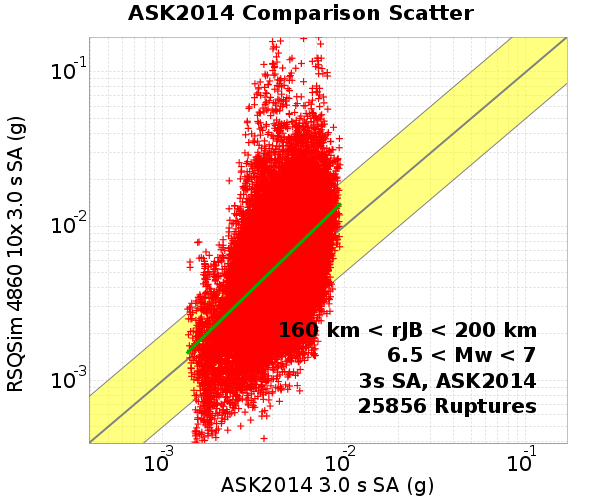 ASK2014 Comparison Scatter
RSQSim 4860 10x 3.0 s SA (g)
10-1
10-2
10-3
160 km < rJB < 200 km
6.5 < Mw < 7
3s SA, ASK2014
25856 Ruptures
10-3 10-2 10-1
ASK2014 3.0 s SA (g)